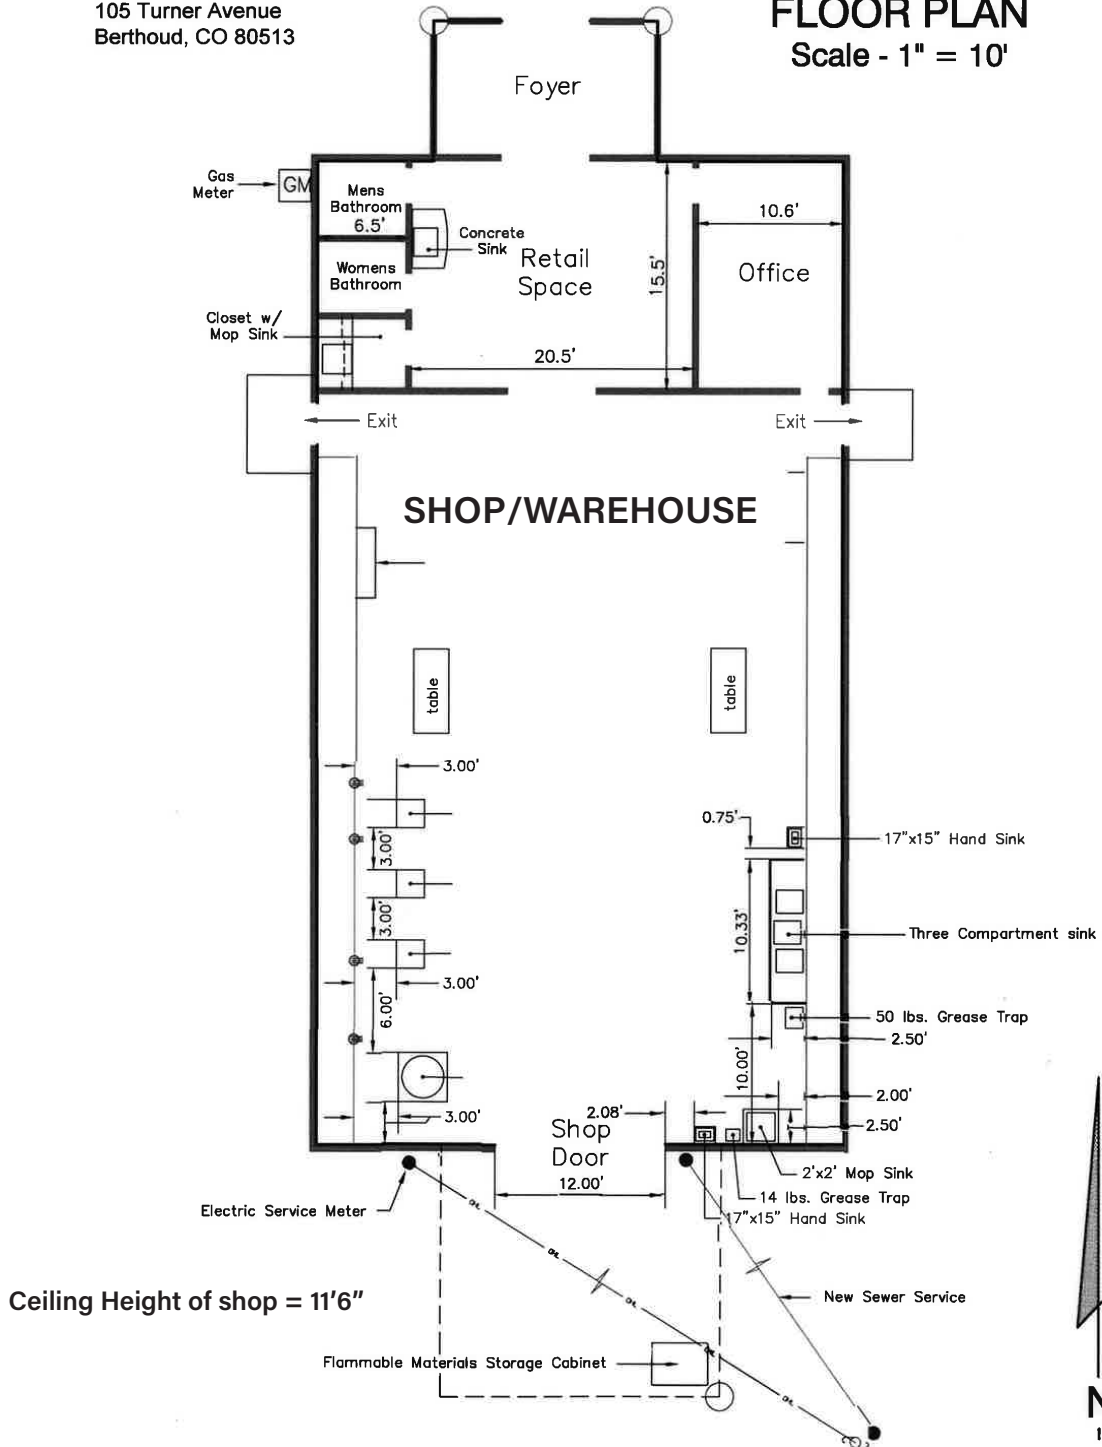 105 Turner Avenue
Berthoud, CO 80513
FLOOR PLAN
Scale - 1" = 10'
Foyer
Gas
Meter
GM
Mens
Bathroom
6.5'
Concrete
Sink
Womens
Bathroom
Retail
Space
15.5'
10.6'
Office
Closet w/
Mop Sink
20.5'
Exit
Exit
SHOP/WAREHOUSE
table
table
3.00'
3.00'
3.00'
3.00'
6.00'
3.00'
0.75'
17"x15" Hand Sink
10.33'
Three Compartment sink
50 lbs. Grease Trap
2.50'
10.00'
2.00'
2.50'
2.08'
Shop
Door
12.00'
2'x2' Mop Sink
14 lbs. Grease Trap
17"x15" Hand Sink
Electric Service Meter
Ceiling Height of shop = 11'6"
New Sewer Service
Flammable Materials Storage Cabinet